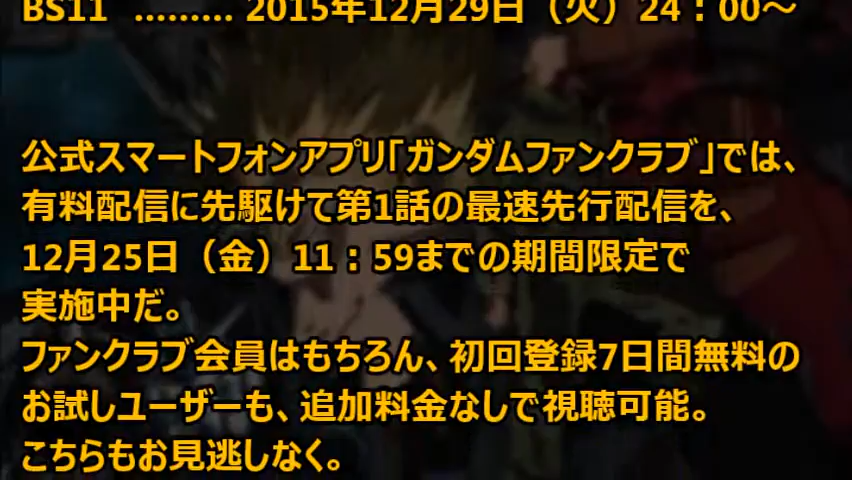 BS11 ……… 2015年12月29日（火）24：00～
公式スマートフォンアプリ｢ガンダムファンクラブ｣では、
有料配信に先駆けて第1話の最速先行配信を、
12月25日（金）11：59までの期間限定で
実施中だ。
ファンクラブ会員はもちろん、初回登録7日間無料の
お試しユーザーも、追加料金なしで視聴可能。
こちらもお見逃しなく。